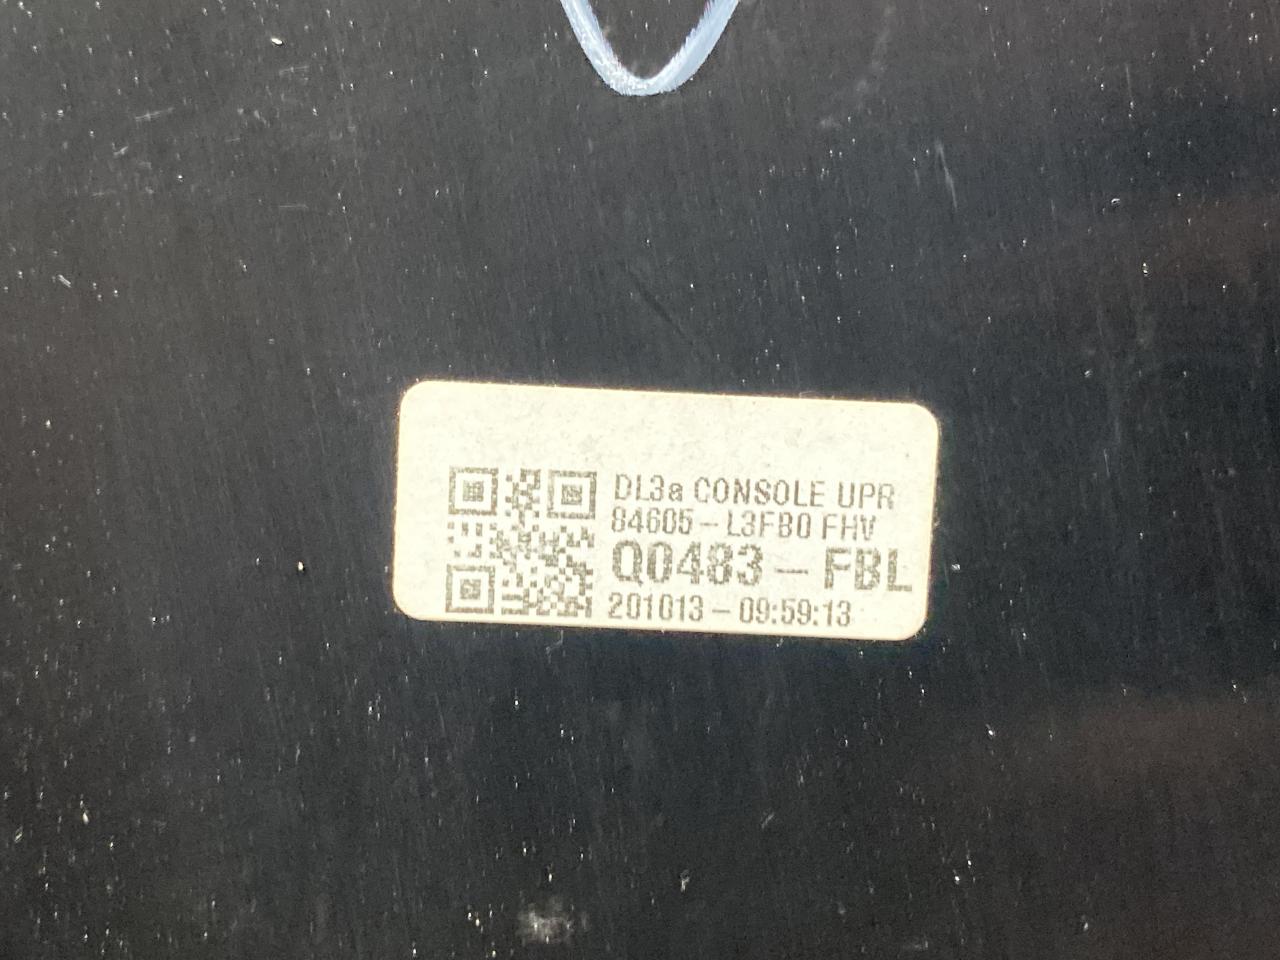 DL3a CONSOLE UPR
84605 - L3FB0 FHV
Q0483 - FBL
201013 - 09:59:13